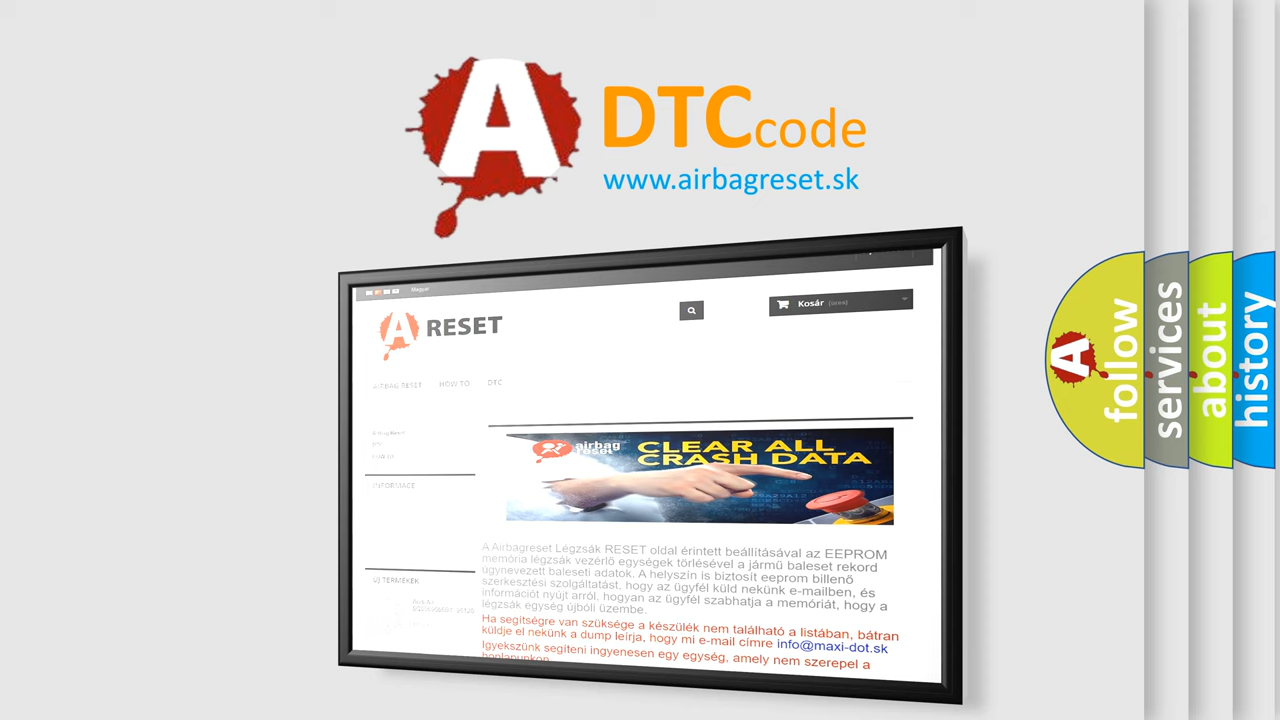 A
DTCcode
www.airbagreset.sk
Magyar
Kosár (üres)
A RESET
AIRBAG RESET HOW TO DTC
INFORMACE
airbag
reset
CLEAR ALL
CRASH DATA
A Airbagreset Légzsák RESET oldal érintett beállításával az EEPROM
memória légzsák vezérlő egységek törlésével a jármű baleset rekord
úgynevezett baleseti adatok. A helyszín is biztosít eeprom billenő
szerkesztési szolgáltatást, hogy az ügyfél küld nekünk e-mailben, és
információt nyújt arról, hogyan az ügyfél szabhatja a memóriát, hogy a
légzsák egység újbóli üzembe.
Ha segítségre van szüksége a készülék nem található a listában, bátran
küldje el nekünk a dump leírja, hogy mi e-mail címre info@maxi-dot.sk
Igyekszünk segíteni ingyenesen egy egység, amely nem szerepel a
honlapunkon
ÚJ TERMÉKEK
A
follow
services
about
history